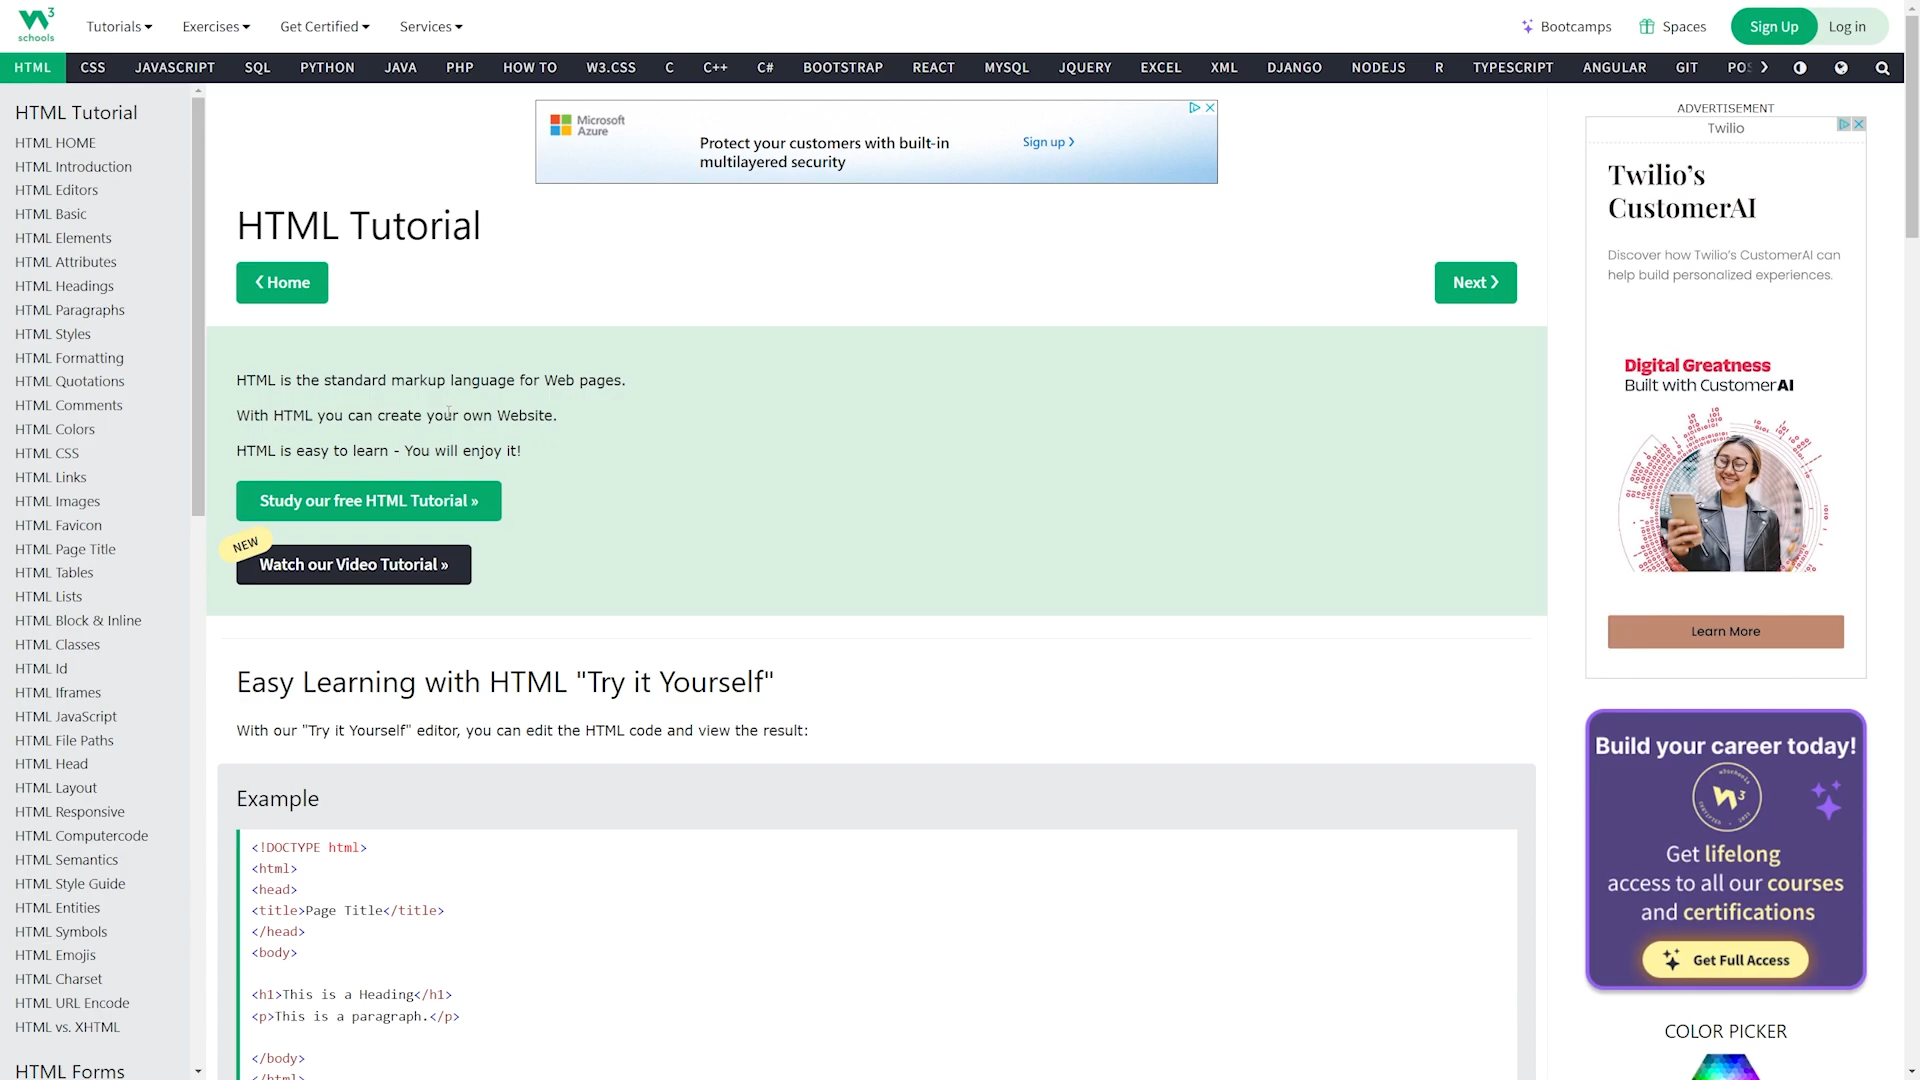 3
schools
Tutorials
Exercises
Get Certified
Services
Bootcamps
Spaces
Sign Up
Log in
HTML
CSS
JAVASCRIPT
SQL
PYTHON
JAVA
PHP
HOW TO
W3.CSS
C
C++
C#
BOOTSTRAP
REACT
MYSQL
JQUERY
EXCEL
XML
DJANGO
NODEJS
R
TYPESCRIPT
ANGULAR
GIT
HTML Tutorial
HTML HOME
HTML Introduction
HTML Editors
HTML Basic
HTML Elements
HTML Attributes
HTML Headings
HTML Paragraphs
HTML Styles
HTML Formatting
HTML Quotations
HTML Comments
HTML Colors
HTML CSS
HTML Links
HTML Images
HTML Favicon
HTML Page Title
HTML Tables
HTML Lists
HTML Block & Inline
HTML Classes
HTML Id
HTML Iframes
HTML JavaScript
HTML File Paths
HTML Head
HTML Layout
HTML Responsive
HTML Computercode
HTML Semantics
HTML Style Guide
HTML Entities
HTML Symbols
HTML Emojis
HTML Charset
HTML URL Encode
HTML vs. XHTML
HTML Forms
Microsoft
Azure
Protect your customers with built-in
multilayered security
Sign up ❯
HTML Tutorial
❮ Home
Next ❯
HTML is the standard markup language for Web pages.
With HTML you can create your own Website.
HTML is easy to learn - You will enjoy it!
Study our free HTML Tutorial »
NEW
Watch our Video Tutorial »
Easy Learning with HTML "Try it Yourself"
With our "Try it Yourself" editor, you can edit the HTML code and view the result:
Example
<!DOCTYPE html>
<html>
<head>
<title>Page Title</title>
</head>
<body>
<h1>This is a Heading</h1>
<p>This is a paragraph.</p>
</body>
</html>
ADVERTISEMENT
Twilio
Twilio's
CustomerAI
Discover how Twilio's CustomerAI can
help build personalized experiences.
Digital Greatness
Built with CustomerAI
Learn More
Build your career today!
Get lifelong
access to all our courses
and certifications
Get Full Access
COLOR PICKER